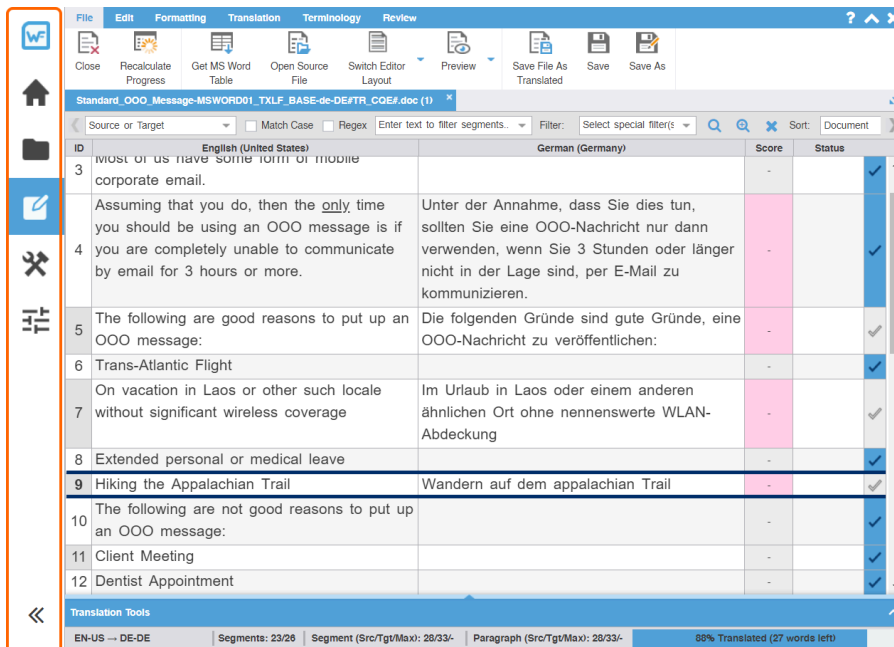 WF
File Edit Formatting Translation Terminology Review ?
Close
Recalculate Progress
Get MS Word Table
Open Source File
Switch Editor Layout
Preview
Save File As Translated
Save
Save As
Standard_OOO_Message-MSWORD01_TXLF_BASE-de-DE#TR_CQE#.doc (1) ×
Source or Target Match Case Regex Enter text to filter segments.. Filter: Select special filter(s Sort: Document
ID English (United States) German (Germany) Score Status
3
Most of us have some form of mobile
corporate email.
-
4
Assuming that you do, then the only time
you should be using an OOO message is if
you are completely unable to communicate
by email for 3 hours or more.
Unter der Annahme, dass Sie dies tun,
sollten Sie eine OOO-Nachricht nur dann
verwenden, wenn Sie 3 Stunden oder länger
nicht in der Lage sind, per E-Mail zu
kommunizieren.
-
5
The following are good reasons to put up an
OOO message:
Die folgenden Gründe sind gute Gründe, eine
OOO-Nachricht zu veröffentlichen:
-
6 Trans-Atlantic Flight -
7
On vacation in Laos or other such locale
without significant wireless coverage
Im Urlaub in Laos oder einem anderen
ähnlichen Ort ohne nennenswerte WLAN-
Abdeckung
-
8 Extended personal or medical leave -
9 Hiking the Appalachian Trail Wandern auf dem appalachian Trail -
10
The following are not good reasons to put up
an OOO message:
-
11 Client Meeting -
12 Dentist Appointment -
Translation Tools
EN-US → DE-DE Segments: 23/26 Segment (Src/Tgt/Max): 28/33/- Paragraph (Src/Tgt/Max): 28/33/- 88% Translated (27 words left)